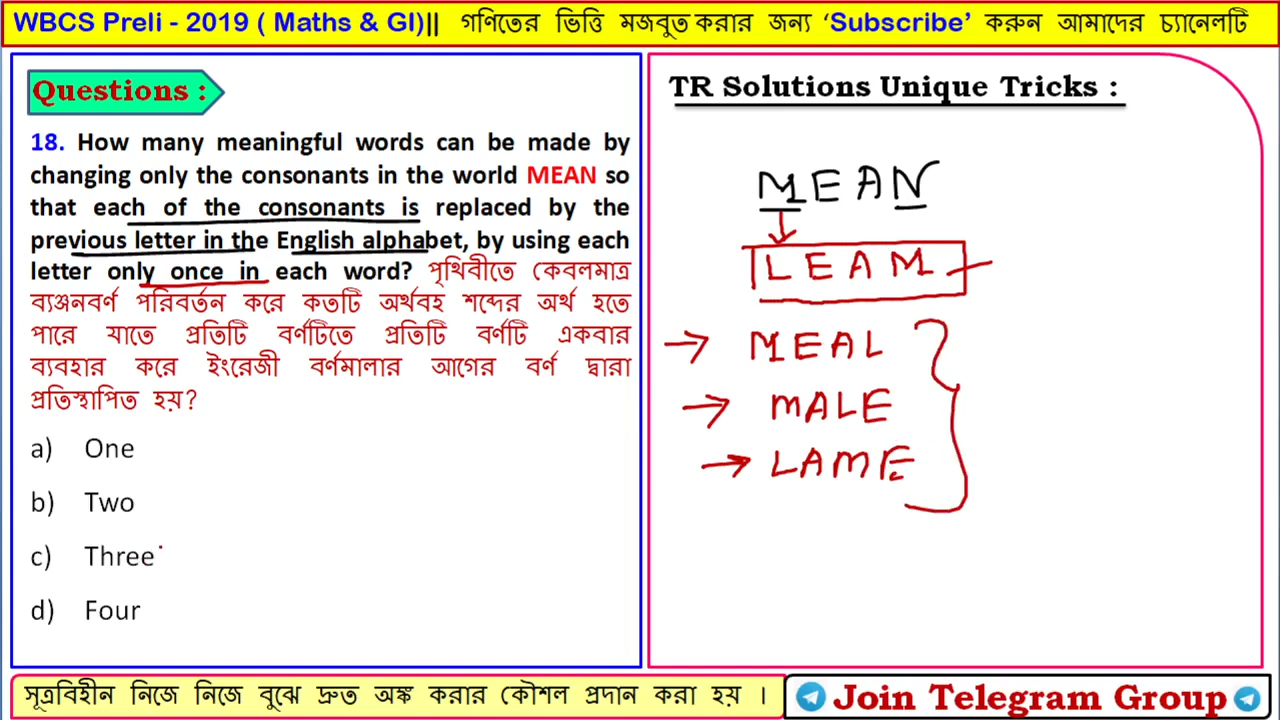 WBCS Preli - 2019 ( Maths & GI)|| গণিতের ভিত্তি মজবুত করার জন্য ‘Subscribe’ করুন আমাদের চ্যানেলটি
Questions :
18. How many meaningful words can be made by
changing only the consonants in the world MEAN so
that each of the consonants is replaced by the
previous letter in the English alphabet, by using each
letter only once in each word? পৃথিবীতে কেবলমাত্র
ব্যঞ্জনবর্ণ পরিবর্তন করে কতটি অর্থবহ শব্দের অর্থ হতে
পারে যাতে প্রতিটি বর্ণটিতে প্রতিটি বর্ণটি একবার
ব্যবহার করে ইংরেজী বর্ণমালার আগের বর্ণ দ্বারা
প্রতিস্থাপিত হয়?
a) One
b) Two
c) Three
d) Four
TR Solutions Unique Tricks :
MEAN
LEAM
MEAL
MALE
LAME
সূত্রবিহীন নিজে নিজে বুঝে দ্রুত অঙ্ক করার কৌশল প্রদান করা হয় ।
Join Telegram Group